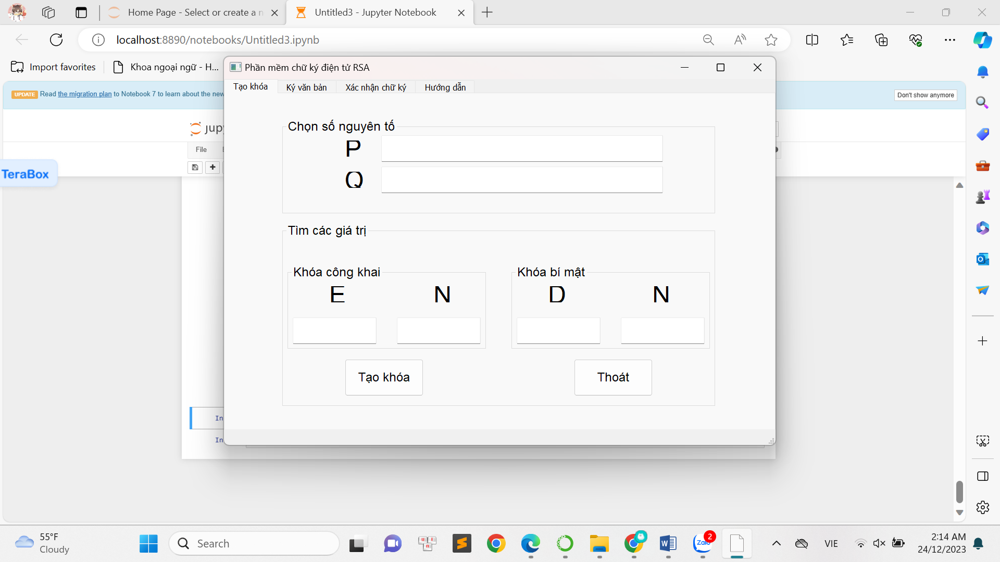 Home Page - Select or create a n
Untitled3 - Jupyter Notebook
localhost:8890/notebooks/Untitled3.ipynb
Import favorites
Khoa ngoại ngữ - H...
Phần mềm chữ ký điện tử RSA
Tạo khóa
Ký văn bản
Xác nhận chữ ký
Hướng dẫn
UPDATE Read the migration plan to Notebook 7 to learn about the new
Don't show anymore
jup
File
TeraBox
Chọn số nguyên tố
P
Q
Tìm các giá trị
Khóa công khai
E
N
Khóa bí mật
D
N
Tạo khóa
Thoát
In
In
55°F
Cloudy
Search
u
i
n
Zalo
2
VIE
2:14 AM
24/12/2023